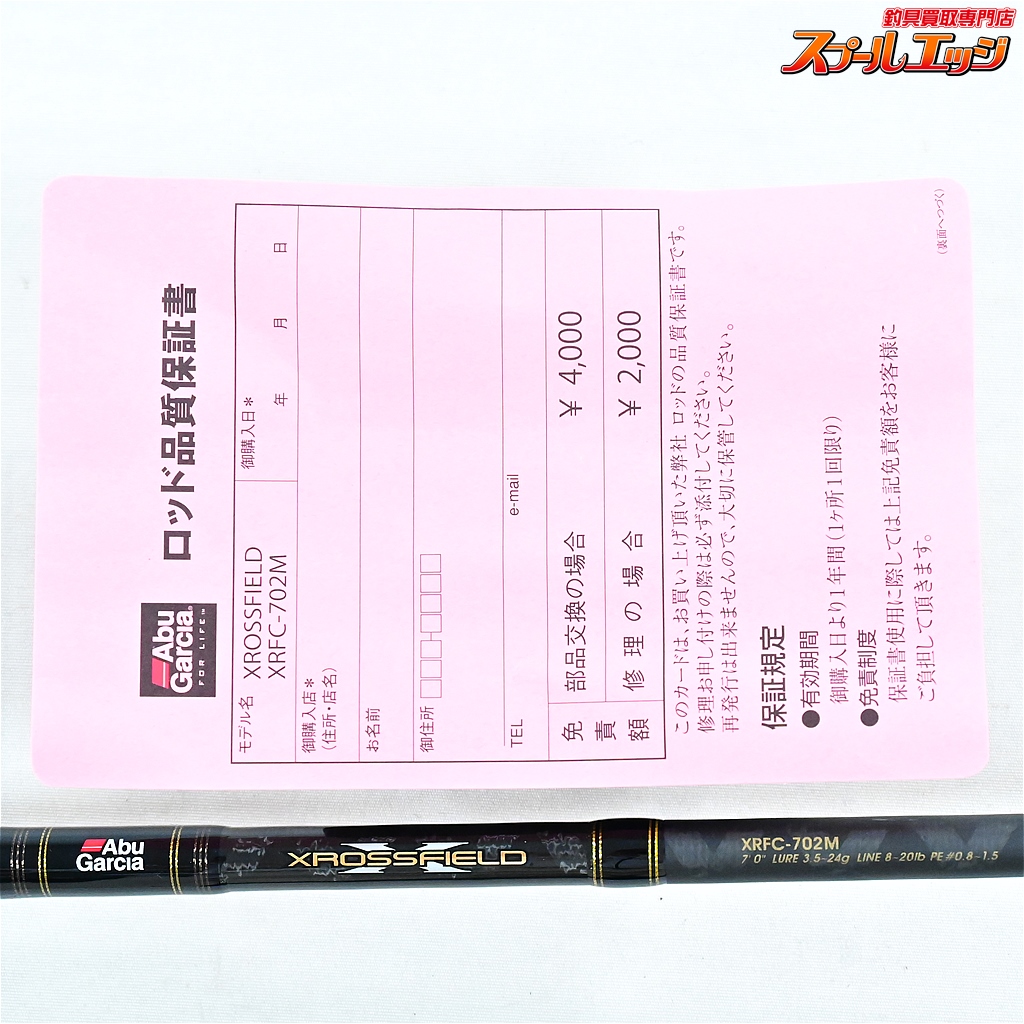 釣具買取専門店
スプールエッジ
Abu
Garcia®
FOR LIFE™
ロッド品質保証書
モデル名 XROSSFIELD
XRFC-702M
御購入日*
年 月 日
御購入店*
(住所・店名)
お名前
御住所 □□□-□□□□
TEL e-mail
免責額
部品交換の場合 ¥ 4,000
修理の場合 ¥ 2,000
このカードは、お買い上げ頂いた弊社 ロッドの品質保証書です。
修理お申し付けの際は必ず添付してください。
再発行は出来ませんので、大切に保管してください。
保証規定
●有効期間
御購入日より1年間(1ヶ所1回限り)
●免責制度
保証書使用に際しては上記免責額をお客様に
ご負担して頂きます。
(裏面へつづく)
Abu
Garcia
XROSSFIELD
X
XRFC-702M
7'0" LURE 3.5-24g LINE 8-20lb PE#0.8-1.5